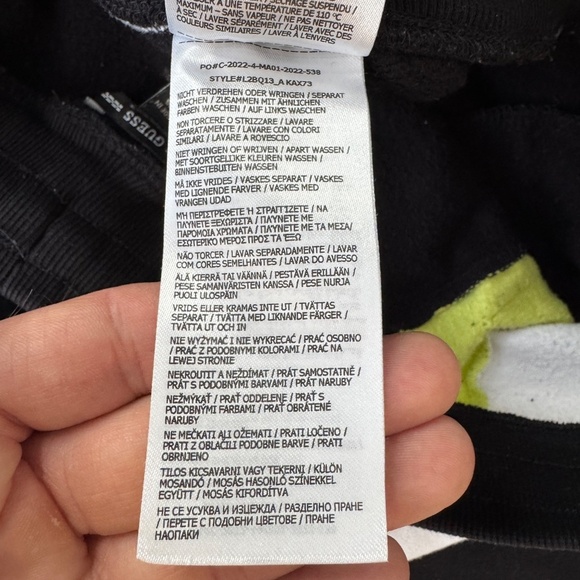 RÉPASSER À L'ENVERS SUSPENDU /
MAXIMUM - SANS VAPEUR / NE PAS NETTOYER
À SEC / LAVER SÉPARÉMENT / LAVER AVEC DES
COULEURS SIMILAIRES / LAVER À L'ENVERS
PO#C-2022-4-MA01-2022-538
STYLE#L2BQ13_A KAX73
NICHT VERDREHEN ODER WRINGEN / SEPARAT
WASCHEN / ZUSAMMEN MIT ÄHNLICHEN
FARBEN WASCHEN / AUF LINKS WASCHEN
NON TORCERE O STRIZZARE / LAVARE
SEPARATAMENTE / LAVARE CON COLORI
SIMILARI / LAVARE A ROVESCIO
NIET WRINGEN OF WRIJVEN / APART WASSEN /
MET SOORTGELIJKE KLEUREN WASSEN /
BINNENSTEBUITEN WASSEN
MÅ IKKE VRIDES / VASKES SEPARAT / VASKES
MED LIGNENDE FARVER / VASKES MED
VRANGEN UDAD
ΜΉ ΠΕΡΙΣΤΡΈΦΕΤΕ Ή ΣΤΡΑΓΓΊΖΕΤΕ / ΝΑ
ΠΛΥΝΕΤΕ ΞΕΧΩΡΙΣΤΑ / ΠΛΥΝΕΤΕ ΜΕ
ΠΑΡΟΜΟΙΑ ΧΡΩΜΑΤΑ / ΠΛΥΝΕΤΕ ΜΕ ΤΑ ΜΕΣΑ/
ΕΣΩΤΕΡΙΚΟ ΜΈΡΟΣ ΠΡΟΣ ΤΑ ΈΞΩ
NÃO TORCER / LAVAR SEPARADAMENTE / LAVAR
COM CORES SEMELHANTES / LAVAR DO AVESSO
ÄLÄ KIERRÄ TAI VÄÄNNÄ / PESTÄVÄ ERILLÄÄN /
PESE SAMANVÄRISTEN KANSSA / PESE NURJA
PUOLI ULOSPÄIN
VRIDS ELLER KRAMAS INTE UT / TVÄTTAS
SEPARAT / TVÄTTA MED LIKNANDE FÄRGER /
TVÄTTA UT OCH IN
NIE WYŻYMAĆ I NIE WYKRECAĆ / PRAĆ OSOBNO
/ PRAĆ Z PODOBNYMI KOLORAMI / PRAĆ NA
LEWEJ STRONIE
NEKROUTIT A NEŽDÍMAT / PRÁT SAMOSTATNĚ /
PRÁT S PODOBNÝMI BARVAMI / PRÁT NARUBY
NEŽMÝKAŤ / PRAŤ ODDELENE / PRAŤ S
PODOBNÝMI FARBAMI / PRAŤ OBRÁTENÉ
NARUBY
NE MEČKATI ALI OŽEMATI / PRATI LOČENO /
PRATI Z OBLAČILI PODOBNE BARVE / PRATI
OBRNJENO
TILOS KICSAVARNI VAGY TEKERNI / KÜLÖN
MOSANDÓ / MOSÁS HASONLÓ SZÍNEKKEL
EGYÜTT / MOSÁS KIFORDÍTVA
НЕ СЕ УСУКВА И ИЗЦЕЖДА / РАЗДЕЛНО ПРАНЕ
/ ПЕРЕТЕ С ПОДОБНИ ЦВЕТОВЕ / ПРАНЕ
НАОПАКИ
GUESS